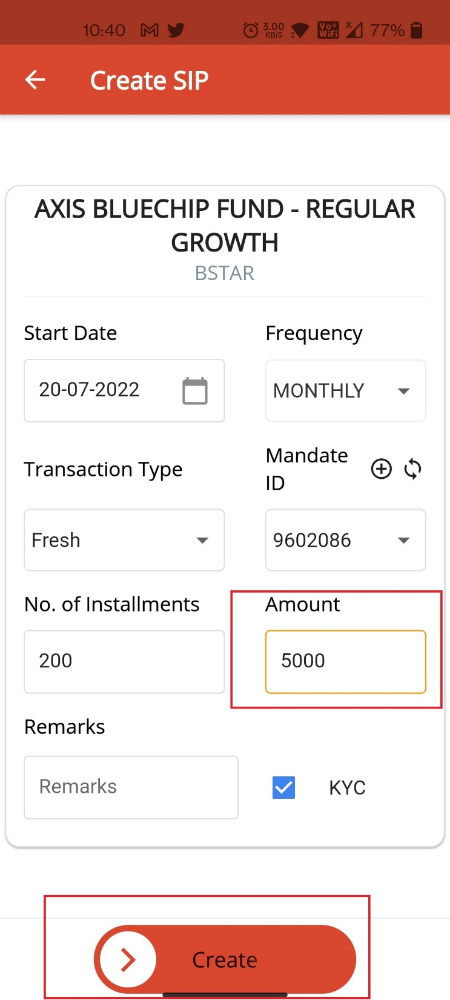 10:40 3.00 KB/S Vo)) WiFi X 77%
Create SIP
AXIS BLUECHIP FUND - REGULAR
GROWTH
BSTAR
Start Date Frequency
20-07-2022 MONTHLY
Transaction Type Mandate
ID
Fresh 9602086
No. of Installments Amount
200 5000
Remarks
Remarks KYC
Create